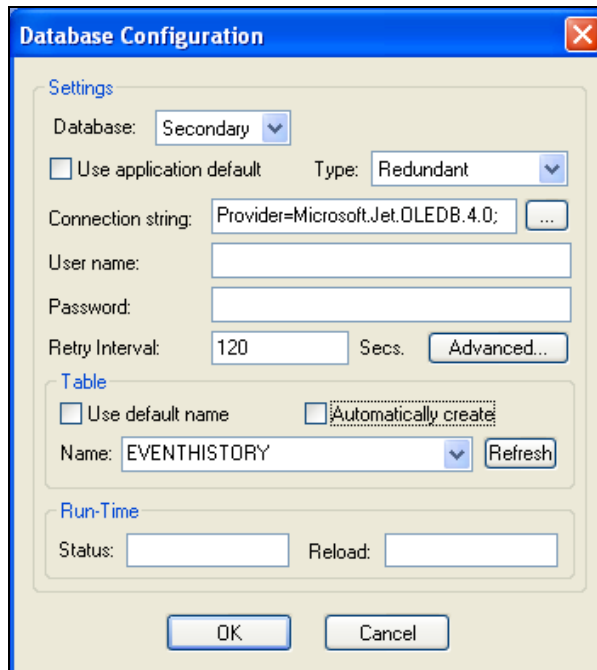 Database Configuration
Settings
Database: Secondary
Use application default Type: Redundant
Connection string: Provider=Microsoft.Jet.OLEDB.4.0; ...
User name:
Password:
Retry Interval: 120 Secs. Advanced...
Table
Use default name Automatically create
Name: EVENTHISTORY Refresh
Run-Time
Status: Reload:
OK Cancel